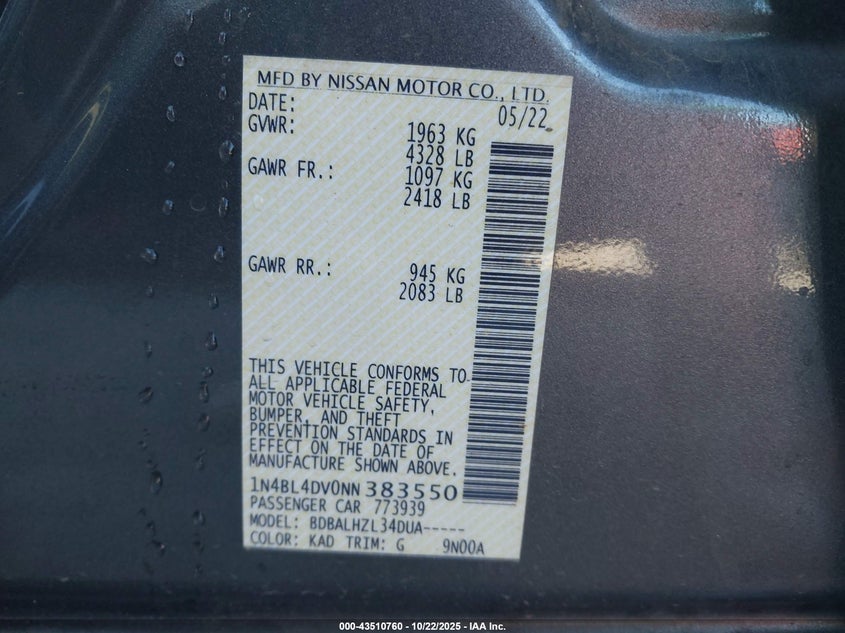 MFD BY NISSAN MOTOR CO., LTD.
DATE: 05/22
GVWR: 1963 KG
4328 LB
GAWR FR.: 1097 KG
2418 LB
GAWR RR.: 945 KG
2083 LB
THIS VEHICLE CONFORMS TO
ALL APPLICABLE FEDERAL
MOTOR VEHICLE SAFETY,
BUMPER, AND THEFT
PREVENTION STANDARDS IN
EFFECT ON THE DATE OF
MANUFACTURE SHOWN ABOVE.
1N4BL4DV0NN383550
PASSENGER CAR 773939
MODEL: BDBALHZL34DUA-----
COLOR: KAD TRIM: G 9N00A
000-43510760 - 10/22/2025 - IAA Inc.